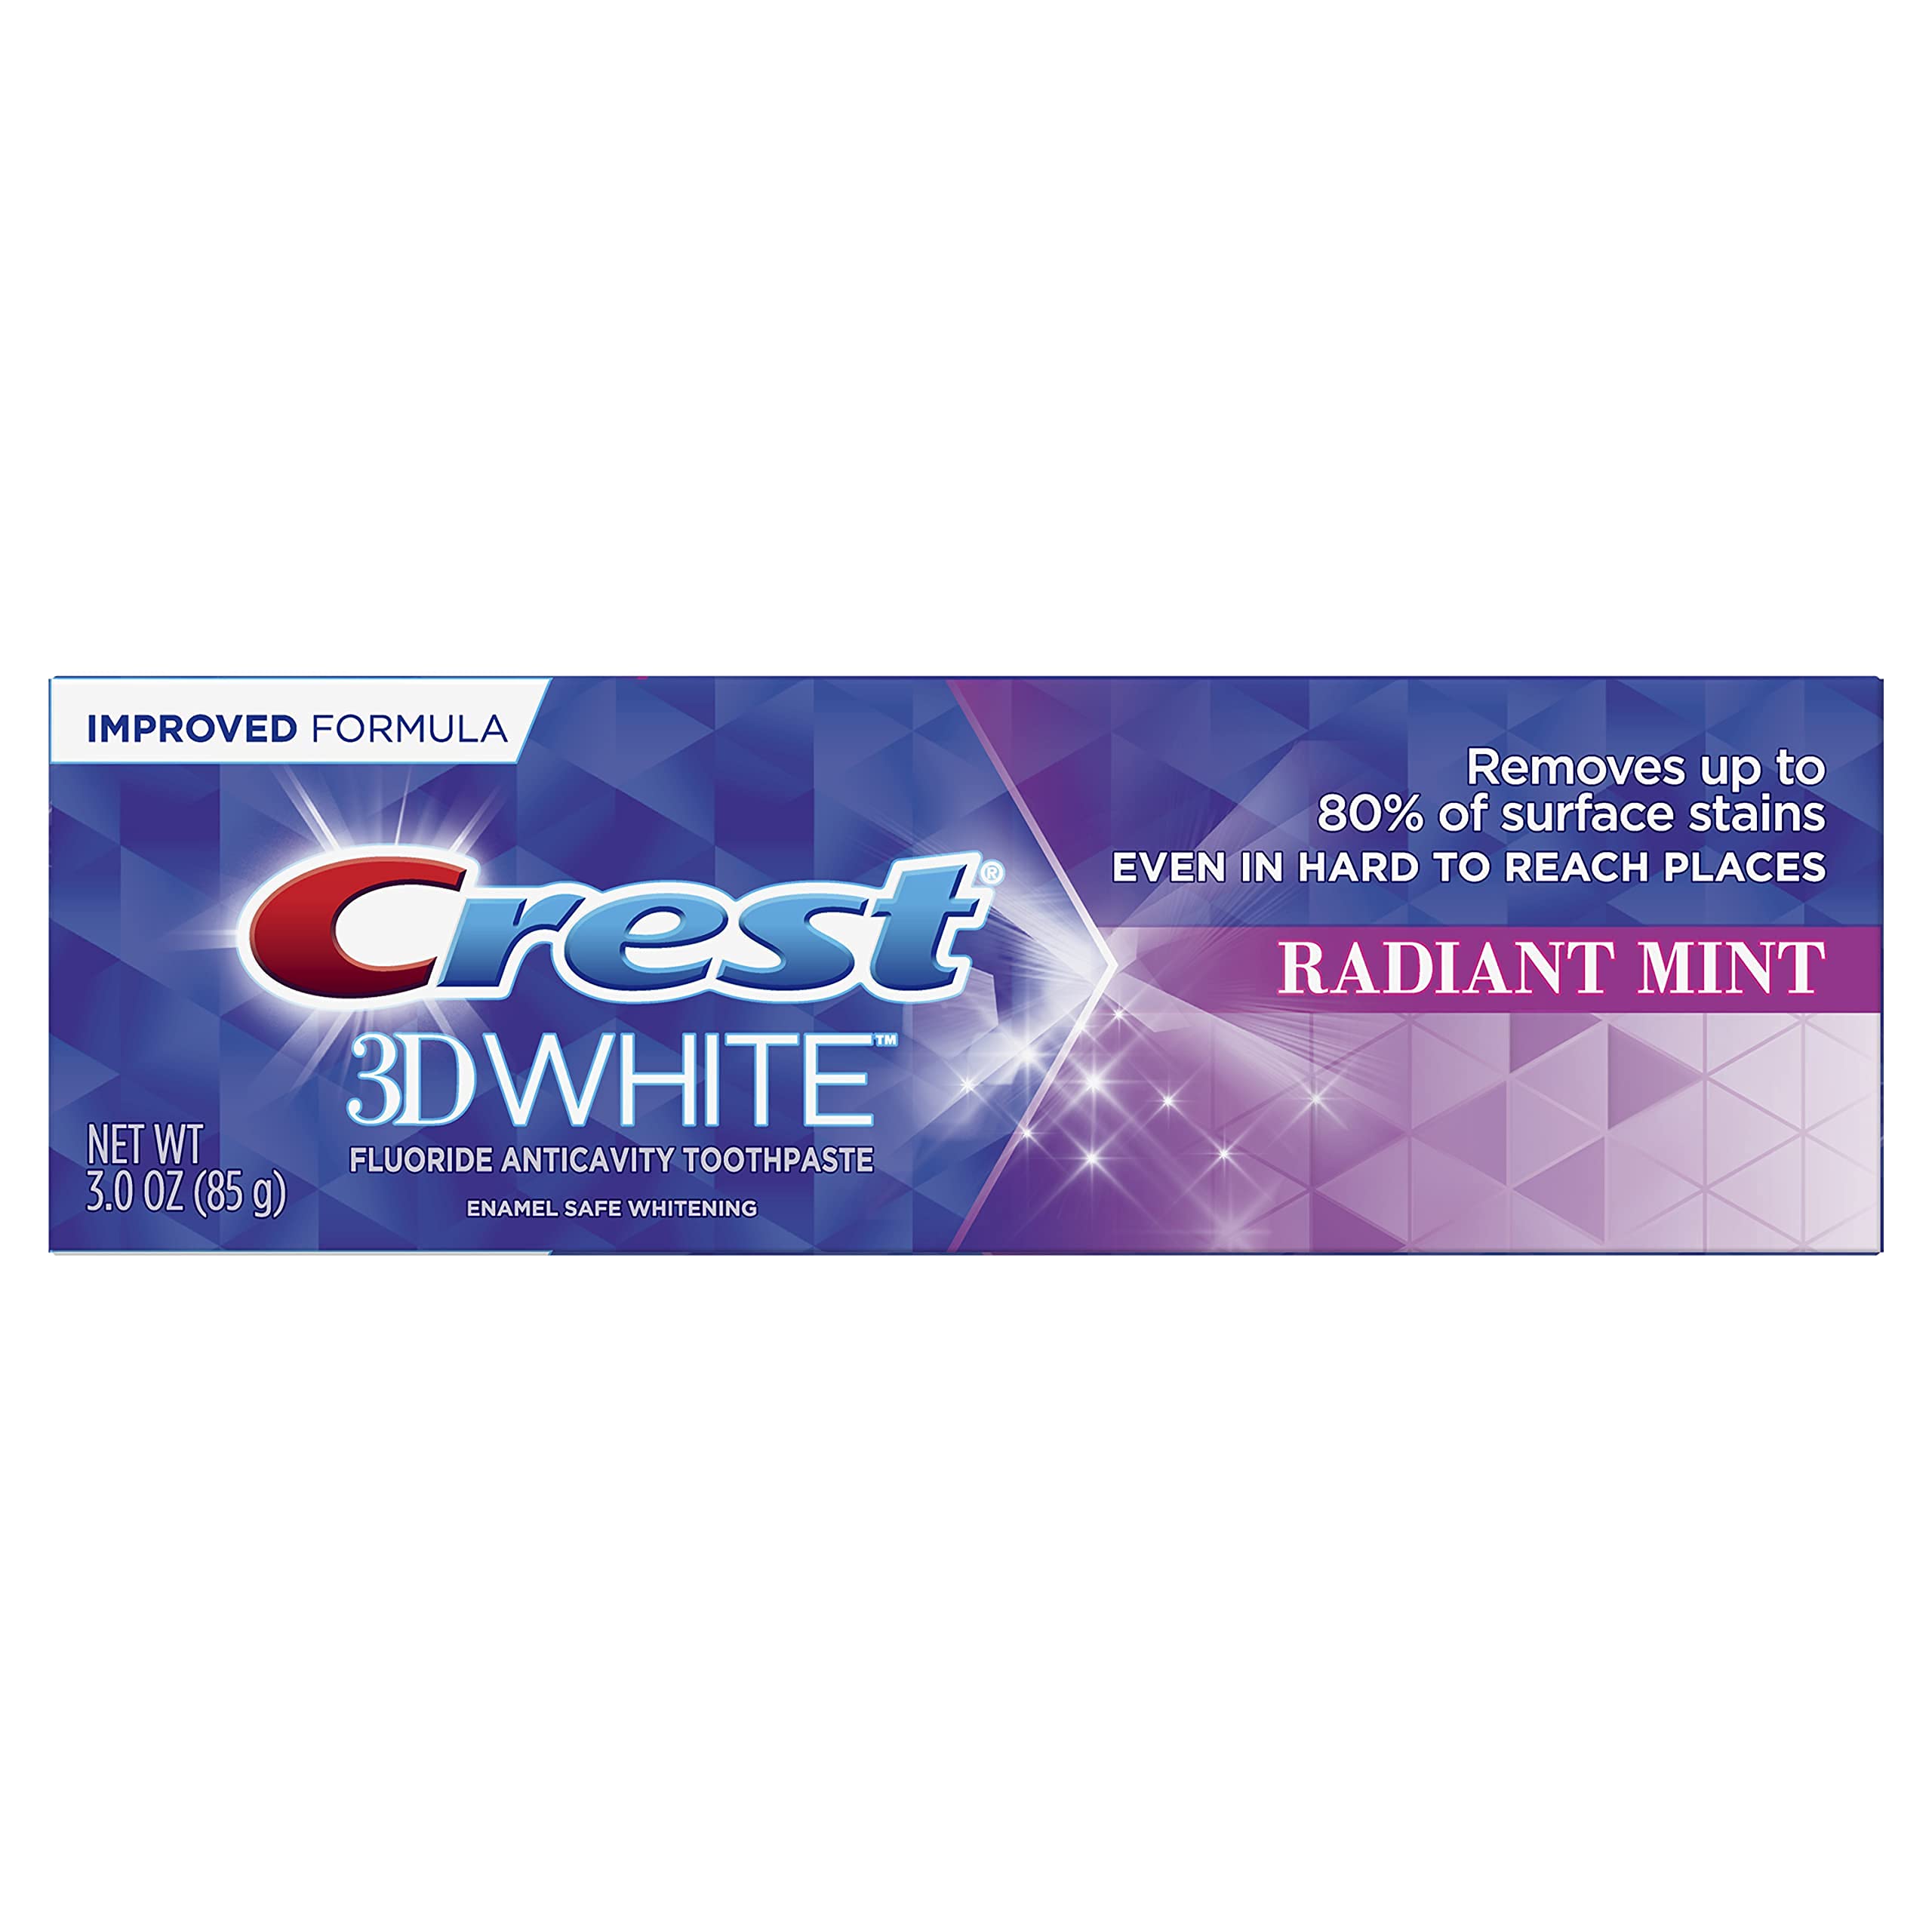 IMPROVED FORMULA
Crest®
3D WHITE™
FLUORIDE ANTICAVITY TOOTHPASTE
ENAMEL SAFE WHITENING
NET WT
3.0 OZ (85 g)
Removes up to
80% of surface stains
EVEN IN HARD TO REACH PLACES
RADIANT MINT